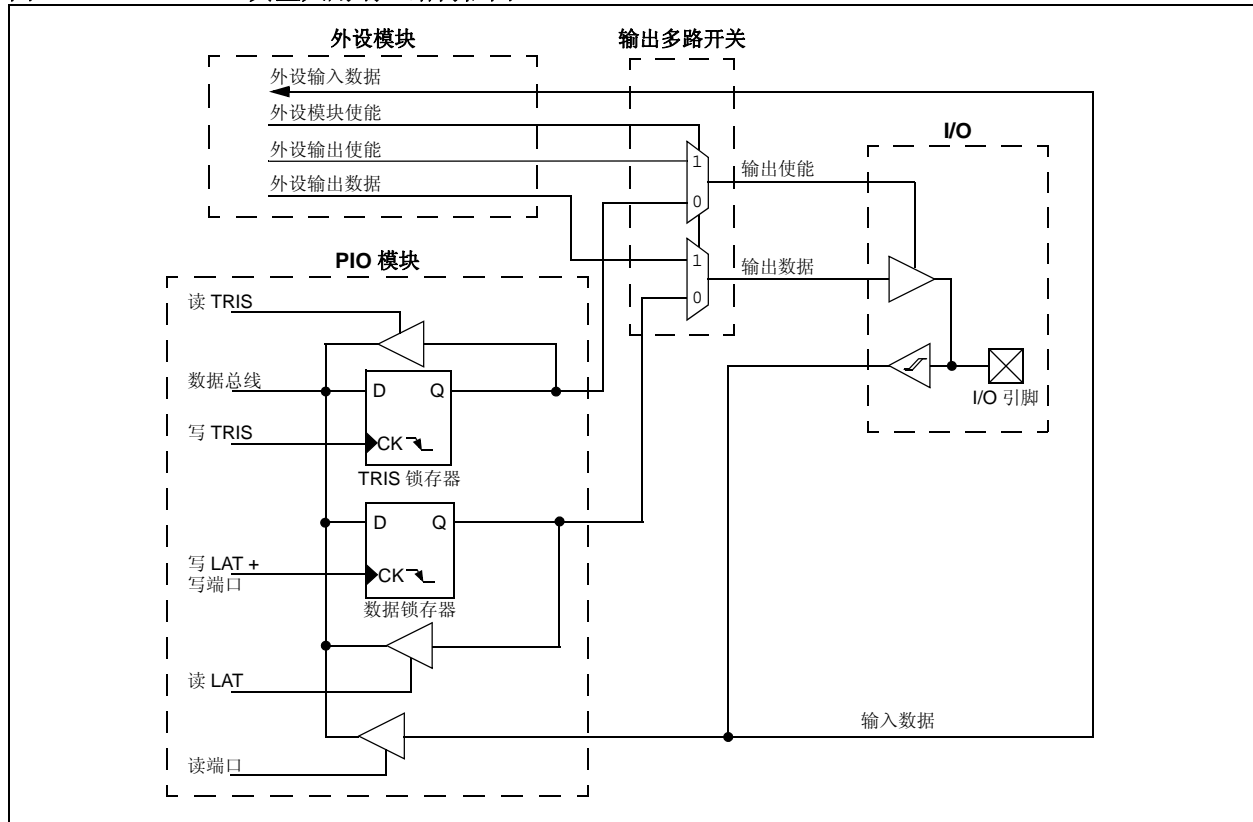 外设模块
输出多路开关
外设输入数据
外设模块使能
I/O
外设输出使能
1
输出使能
外设输出数据
0
PIO 模块
1
输出数据
读 TRIS
0
数据总线
D
Q
I/O 引脚
写 TRIS
CK
TRIS 锁存器
D
Q
写 LAT +
写端口
CK
数据锁存器
读 LAT
输入数据
读端口